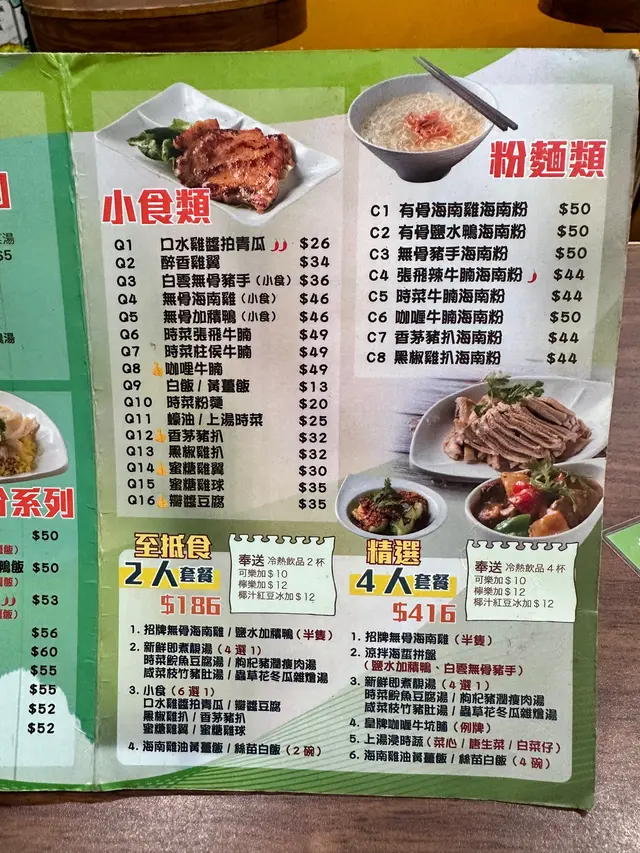 湯
$5
湯
系列
$50
飯)
鴨飯 $50
飯)
$53
飯)
$56
$60
$55
$55
$52
$52
小食類
Q1 口水雞醬拍青瓜 $26
Q2 醉香雞翼 $34
Q3 白雲無骨豬手(小食) $36
Q4 無骨海南雞(小食) $46
Q5 無骨加積鴨(小食) $46
Q6 時菜張飛牛腩 $49
Q7 時菜柱侯牛腩 $49
Q8 咖喱牛腩 $49
Q9 白飯/黃薑飯 $13
Q10 時菜粉麵 $20
Q11 蠔油/上湯時菜 $25
Q12 香茅豬扒 $32
Q13 黑椒雞扒 $32
Q14 蜜糖雞翼 $30
Q15 蜜糖雞球 $35
Q16 瓣醬豆腐 $35
粉麵類
C1 有骨海南雞海南粉 $50
C2 有骨鹽水鴨海南粉 $50
C3 無骨豬手海南粉 $50
C4 張飛辣牛腩海南粉 $44
C5 時菜牛腩海南粉 $44
C6 咖喱牛腩海南粉 $50
C7 香茅豬扒海南粉 $44
C8 黑椒雞扒海南粉 $44
至抵食
2人套餐
$186
奉送 冷熱飲品2杯
可樂加$10
檸樂加$12
椰汁紅豆冰加$12
1. 招牌無骨海南雞/鹽水加積鴨(半隻)
2. 新鮮即煮靚湯(4選1)
時菜鯇魚豆腐湯/枸杞豬潤瘦肉湯
咸菜枝竹豬肚湯/蟲草花冬瓜雜燴湯
3. 小食(6選1)
口水雞醬拍青瓜/瓣醬豆腐
黑椒雞扒/香茅豬扒
蜜糖雞翼/蜜糖雞球
4. 海南雞油黃薑飯/絲苗白飯(2碗)
精選
4人套餐
$416
奉送 冷熱飲品4杯
可樂加$10
檸樂加$12
椰汁紅豆冰加$12
1. 招牌無骨海南雞(半隻)
2. 涼拌海蜇拼盤
(鹽水加積鴨、白雲無骨豬手)
3. 新鮮即煮靚湯(4選1)
時菜鯇魚豆腐湯/枸杞豬潤瘦肉湯
咸菜枝竹豬肚湯/蟲草花冬瓜雜燴湯
4. 皇牌咖喱牛坑腩(例牌)
5. 上湯浸時蔬(菜心/唐生菜/白菜仔)
6. 海南雞油黃薑飯/絲苗白飯(4碗)